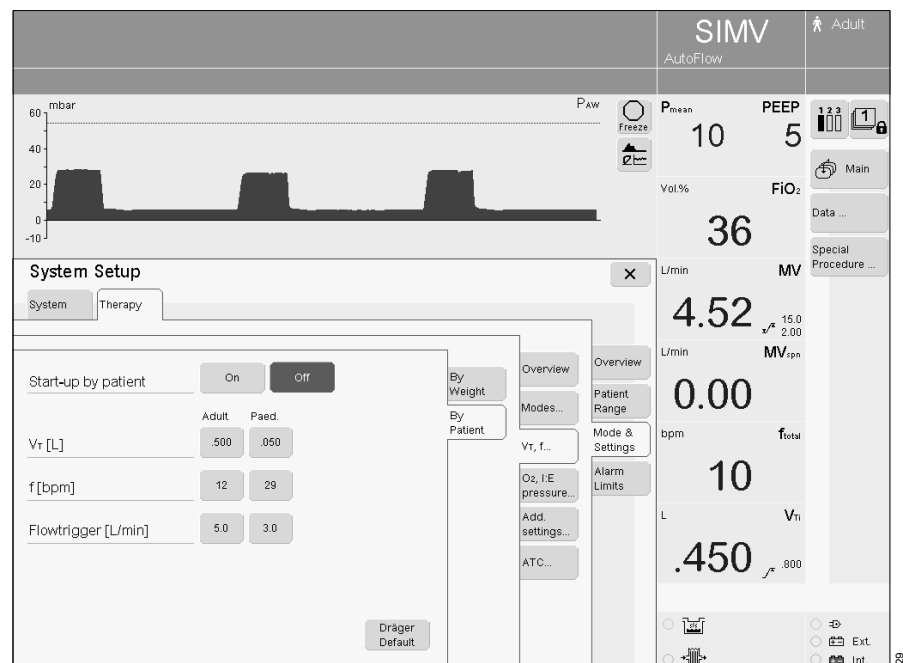 SIMV
AutoFlow
Adult
mbar
PAW
60
40
20
0
-10
Freeze
Pmean PEEP
10 5
Vol.% FiO2
36
L/min MV
4.52 15.0
2.00
L/min MVspn
0.00
bpm ftotal
10
L VTi
.450 .800
1 2 3
1
Main
Data ...
Special
Procedure ...
Ext.
Int.
System Setup
System Therapy
Start-up by patient On Off
Adult Paed.
VT [L] .500 .050
f [bpm] 12 29
Flowtrigger [L/min] 5.0 3.0
Dräger
Default
By
Weight
By
Patient
Overview
Modes...
VT, f...
O2, I:E
pressure...
Add.
settings...
ATC...
Overview
Patient
Range
Mode &
Settings
Alarm
Limits